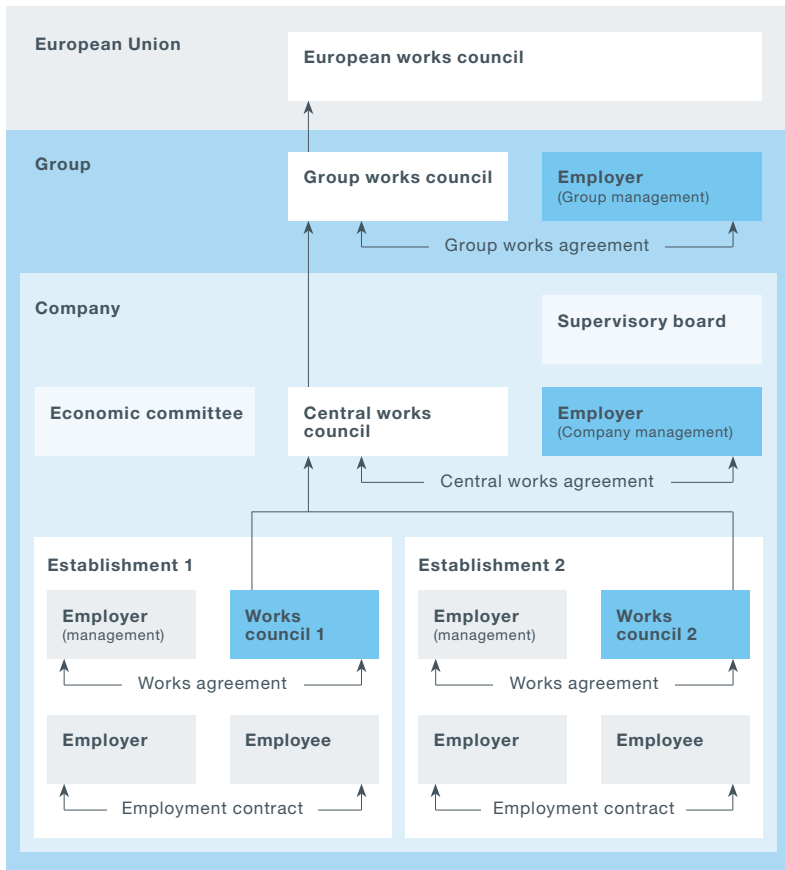 European Union
European works council
Group
Group works council
Employer
(Group management)
Group works agreement
Company
Supervisory board
Economic committee
Central works
council
Employer
(Company management)
Central works agreement
Establishment 1
Employer
(management)
Works
council 1
Works agreement
Employer
Employee
Employment contract
Establishment 2
Employer
(management)
Works
council 2
Works agreement
Employer
Employee
Employment contract